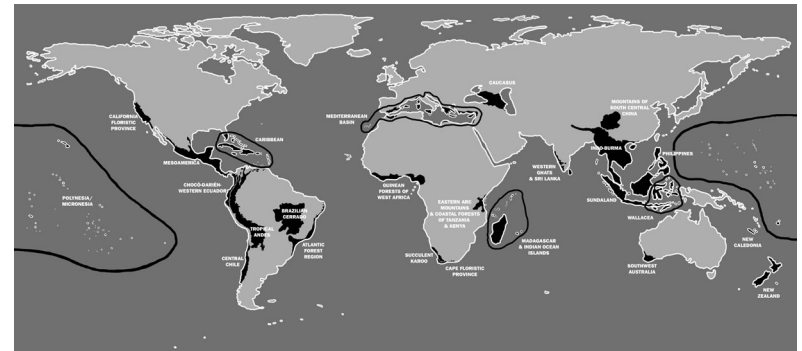 CAUCASUS
MOUNTAINS OF
SOUTH CENTRAL
CHINA
CALIFORNIA
FLORISTIC
PROVINCE
MEDITERRANEAN
BASIN
CARIBBEAN
MESOAMERICA
INDO-BURMA
PHILIPPINES
WESTERN
GHATS
& SRI LANKA
CHOCÓ-DARIÉN-
WESTERN ECUADOR
GUINEAN
FORESTS OF
WEST AFRICA
POLYNESIA/
MICRONESIA
EASTERN ARC
MOUNTAINS
& COASTAL FORESTS
OF TANZANIA
& KENYA
SUNDALAND
BRAZILIAN
CERRADO
WALLACEA
TROPICAL
ANDES
ATLANTIC
FOREST
REGION
MADAGASCAR
& INDIAN OCEAN
ISLANDS
NEW
CALEDONIA
CENTRAL
CHILE
SUCCULENT
KAROO
CAPE FLORISTIC
PROVINCE
SOUTHWEST
AUSTRALIA
NEW
ZEALAND